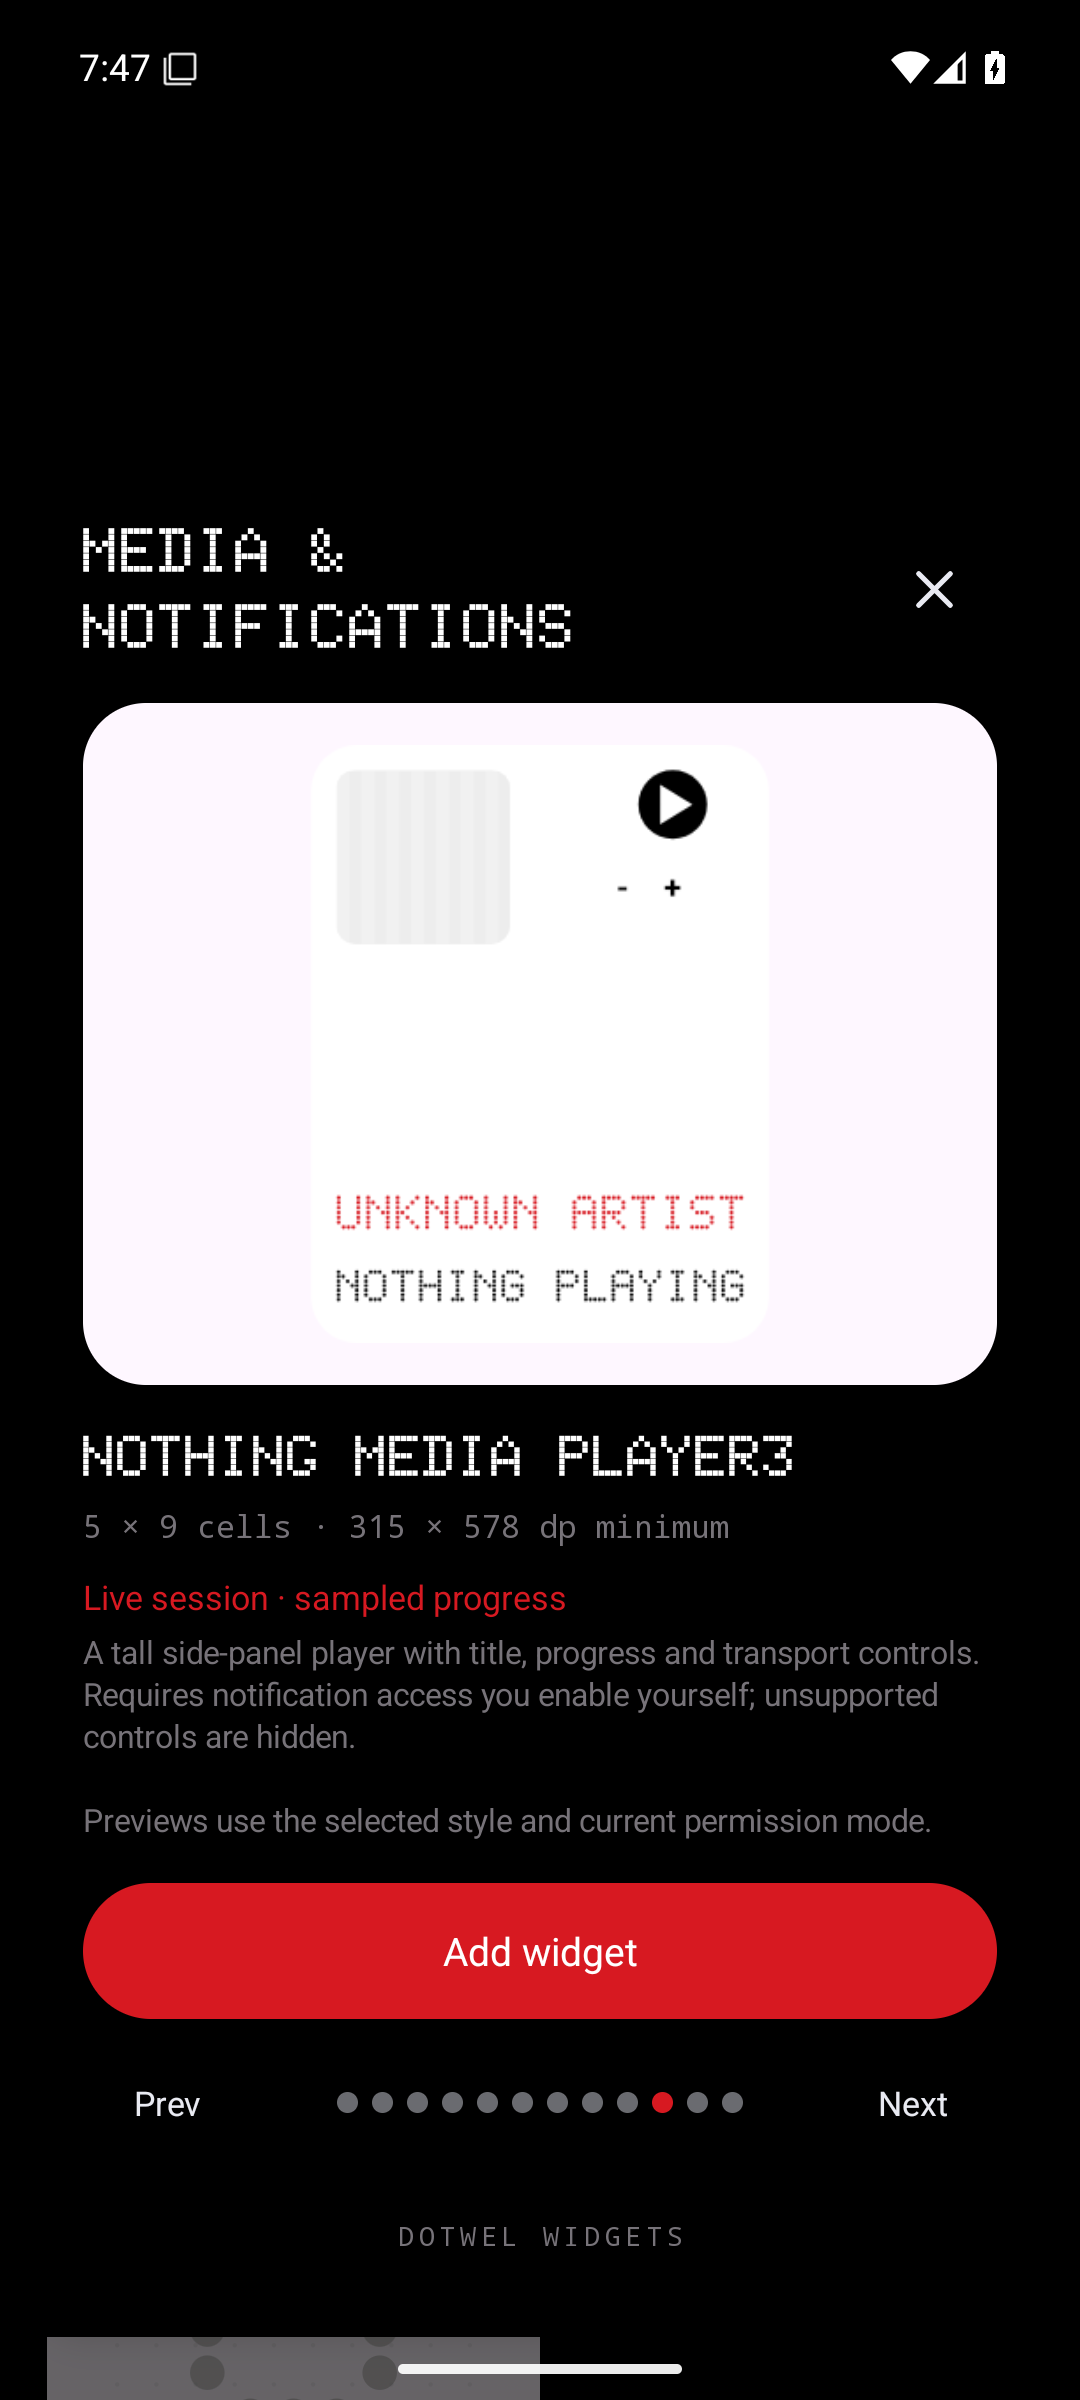 7:47
MEDIA &
NOTIFICATIONS
- +
UNKNOWN ARTIST
NOTHING PLAYING
NOTHING MEDIA PLAYER3
5 × 9 cells · 315 × 578 dp minimum
Live session · sampled progress
A tall side-panel player with title, progress and transport controls.
Requires notification access you enable yourself; unsupported
controls are hidden.
Previews use the selected style and current permission mode.
Add widget
Prev
Next
DOTWEL WIDGETS